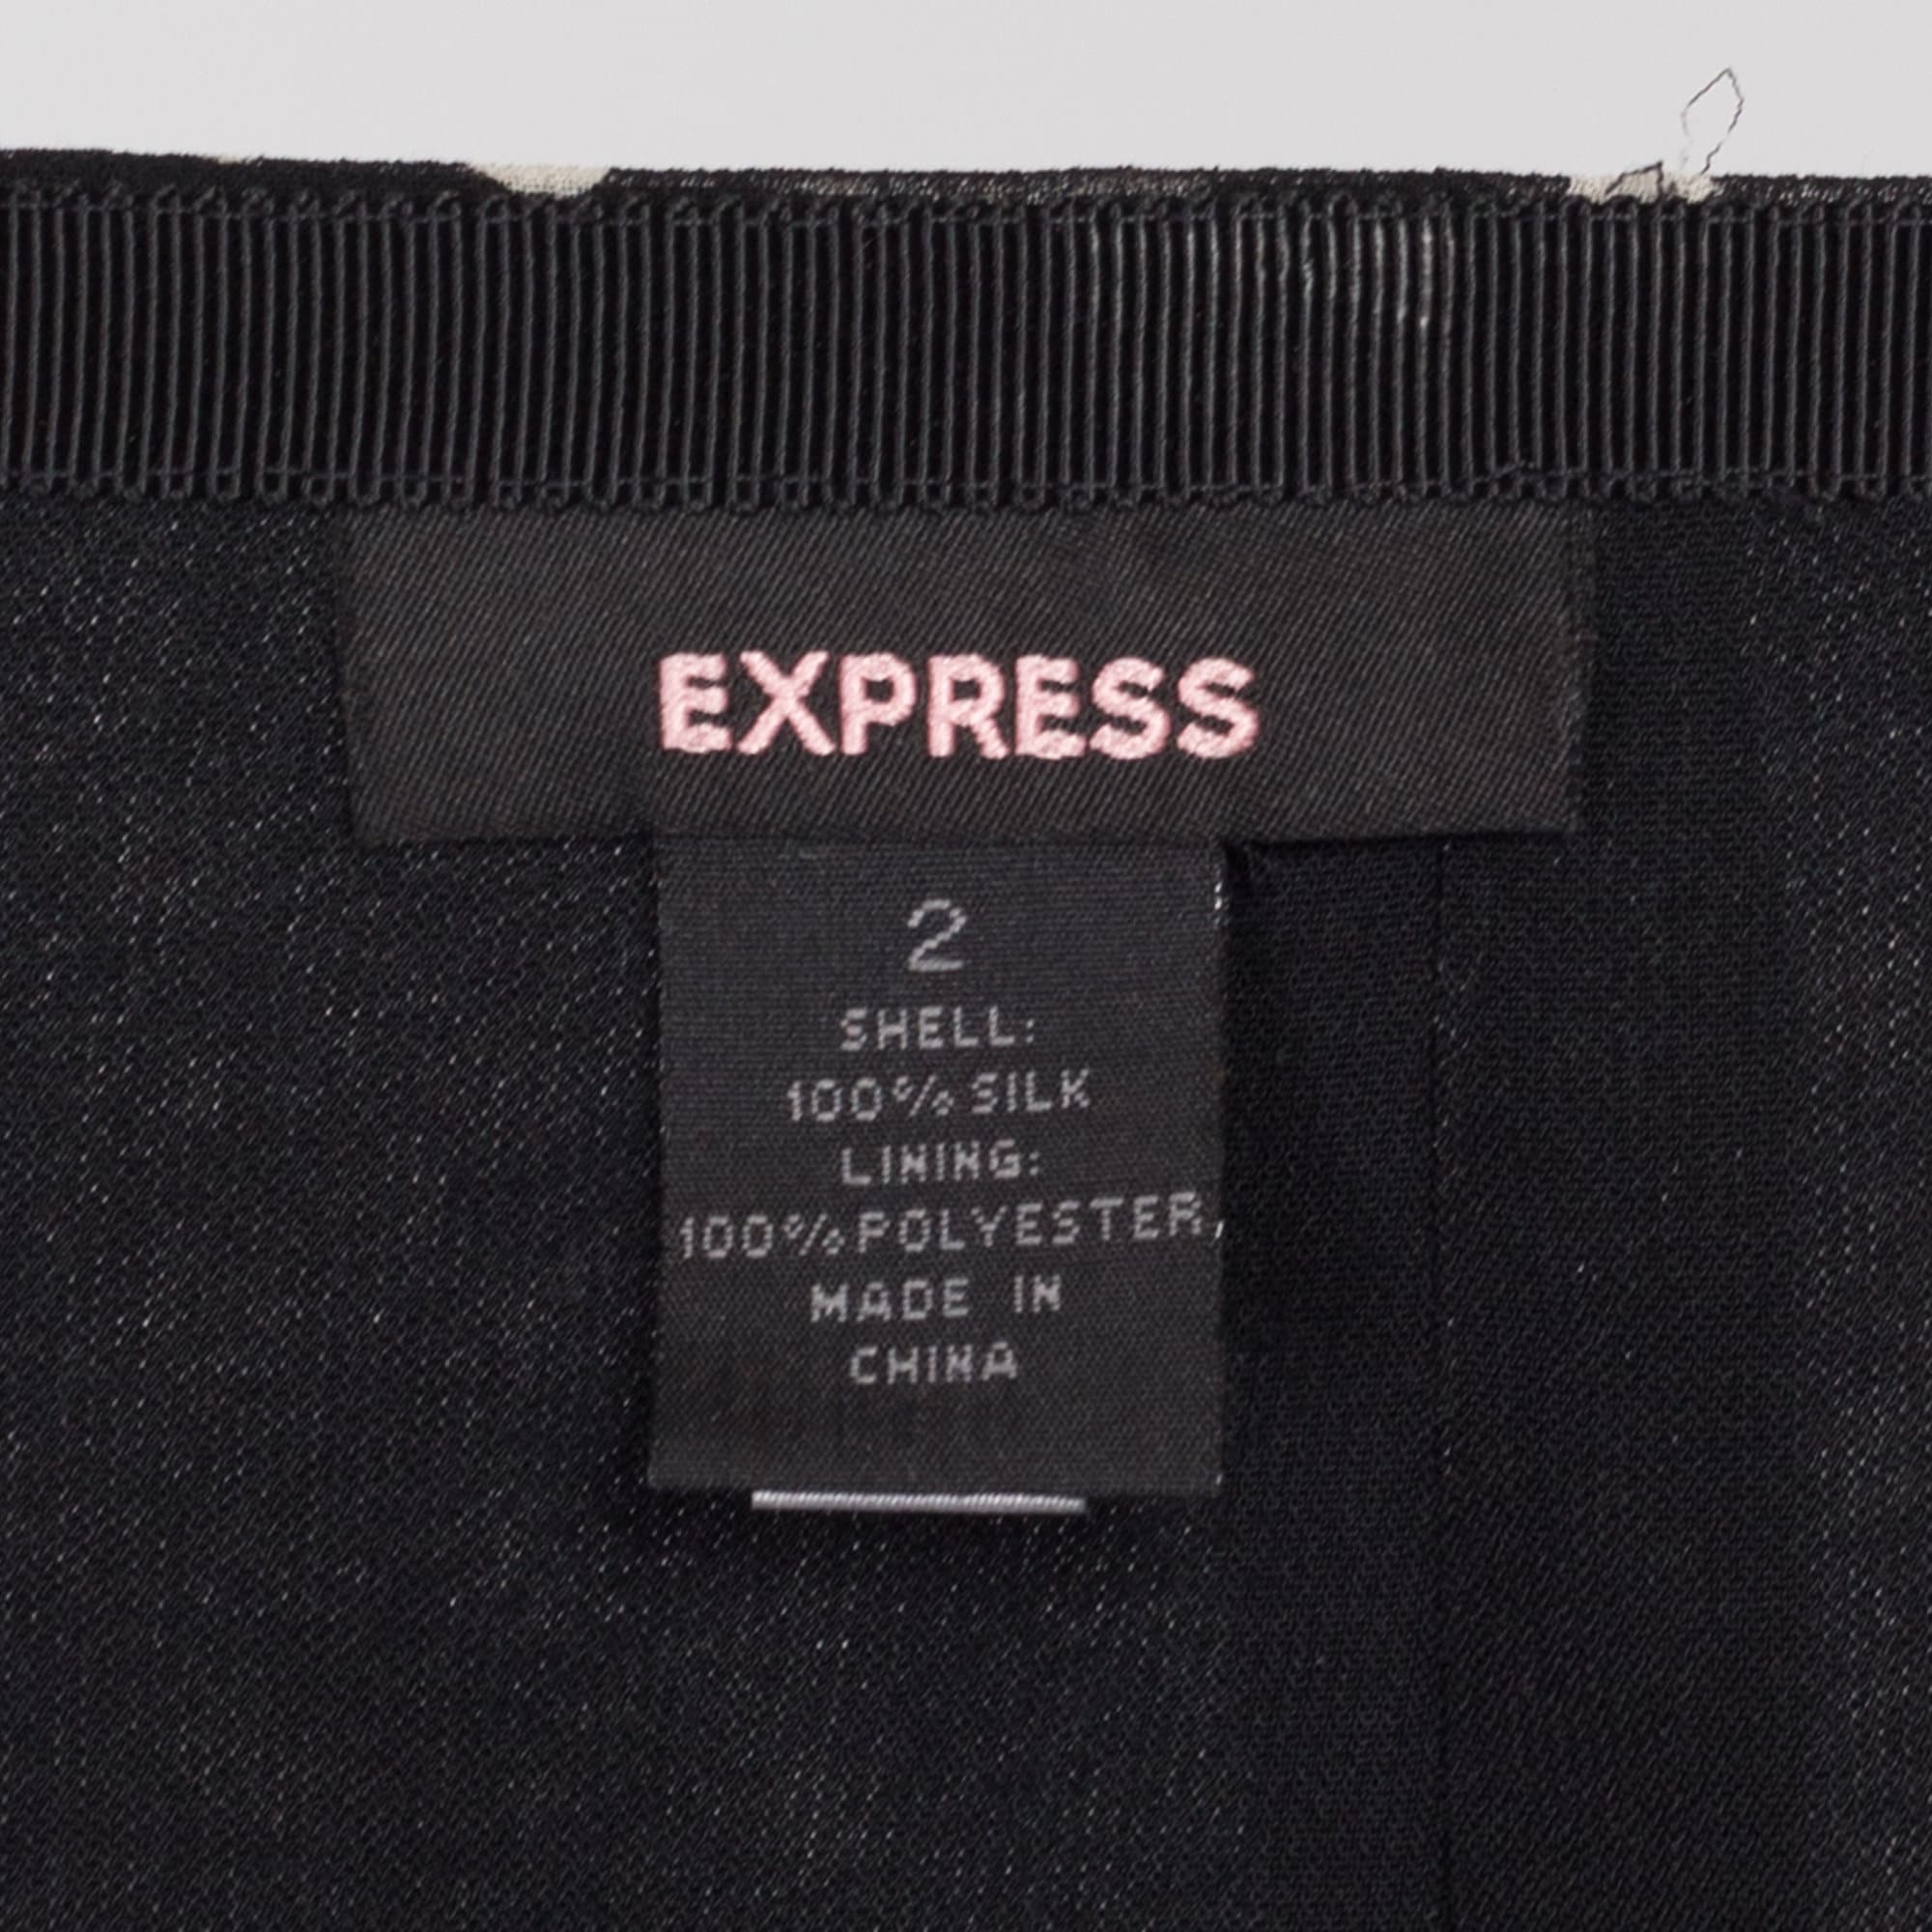 EXPRESS
2
SHELL:
100% SILK
LINING:
100% POLYESTER,
MADE IN
CHINA